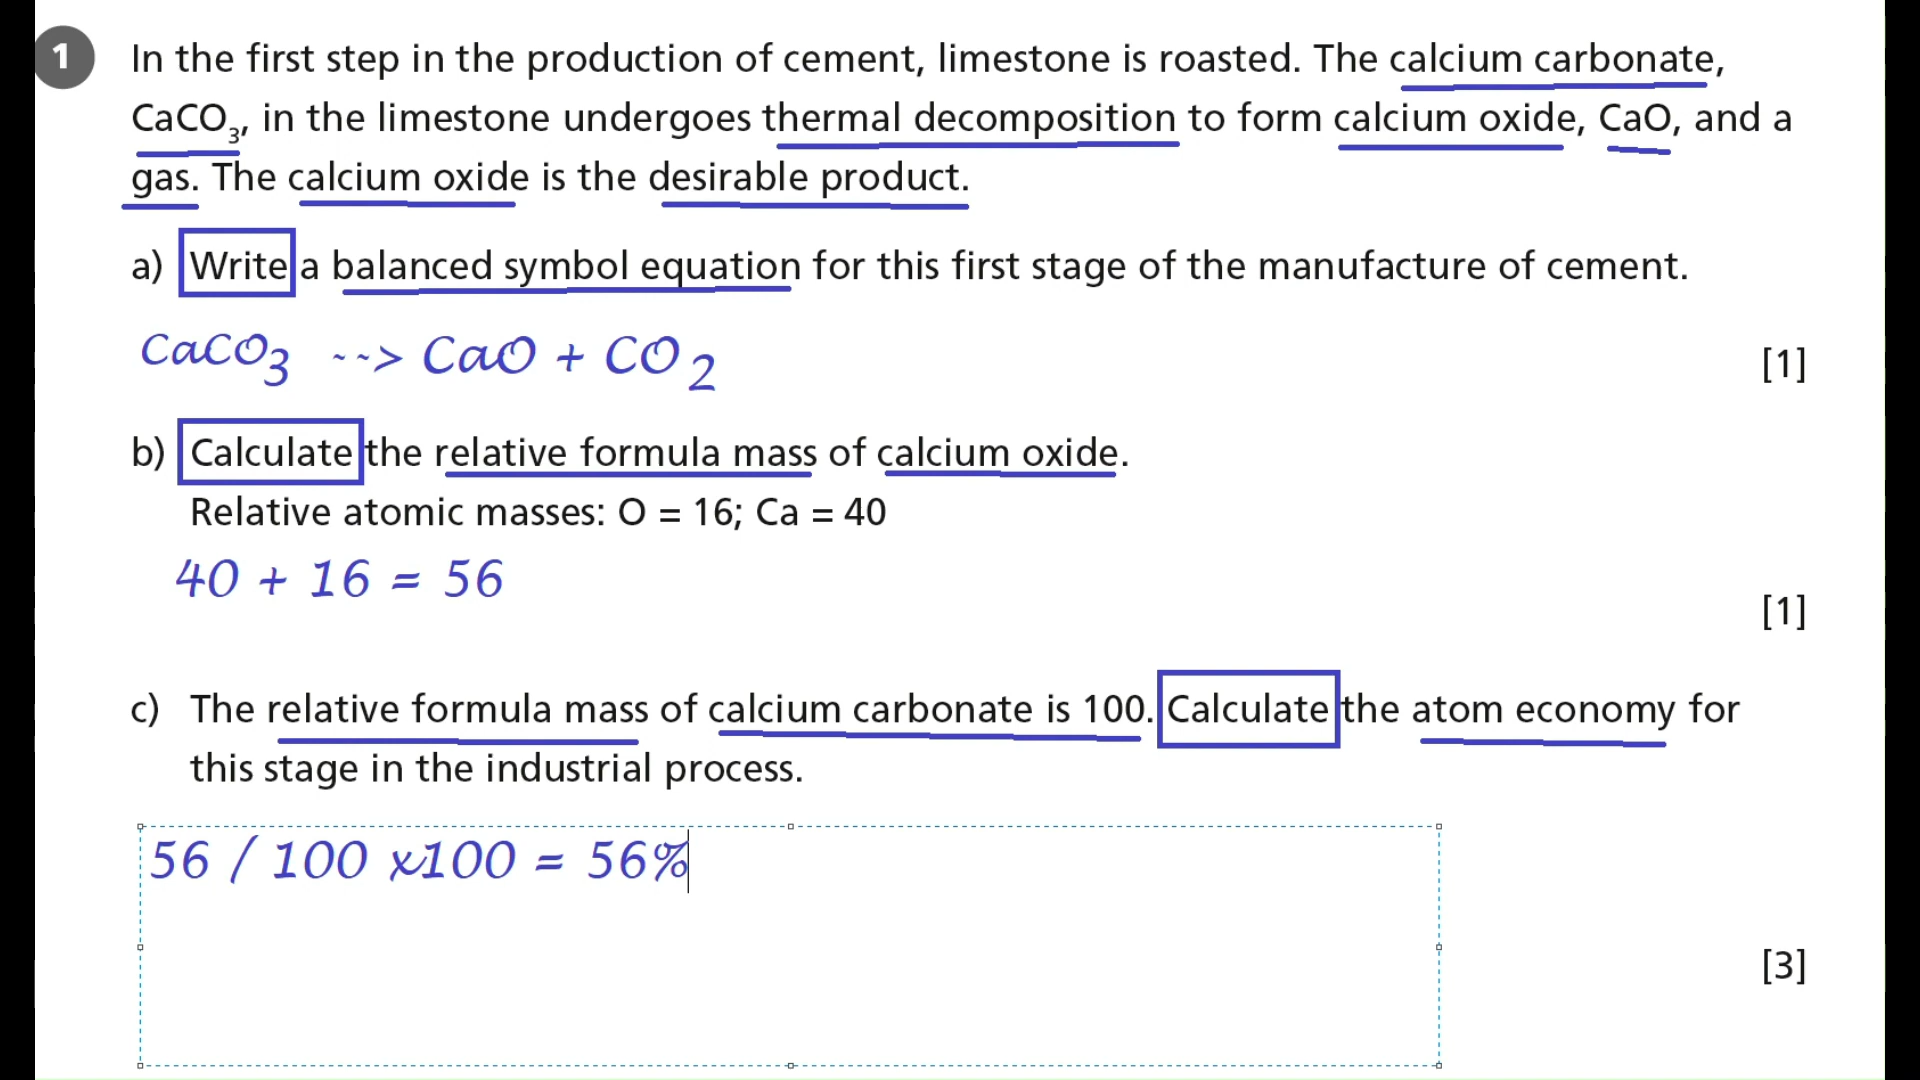 1 In the first step in the production of cement, limestone is roasted. The calcium carbonate,
CaCO₃, in the limestone undergoes thermal decomposition to form calcium oxide, CaO, and a
gas. The calcium oxide is the desirable product.
a) Write a balanced symbol equation for this first stage of the manufacture of cement.
CaCO₃ --> CaO + CO₂
[1]
b) Calculate the relative formula mass of calcium oxide.
Relative atomic masses: O = 16; Ca = 40
40 + 16 = 56
[1]
c) The relative formula mass of calcium carbonate is 100. Calculate the atom economy for
this stage in the industrial process.
56 / 100 x100 = 56%
[3]